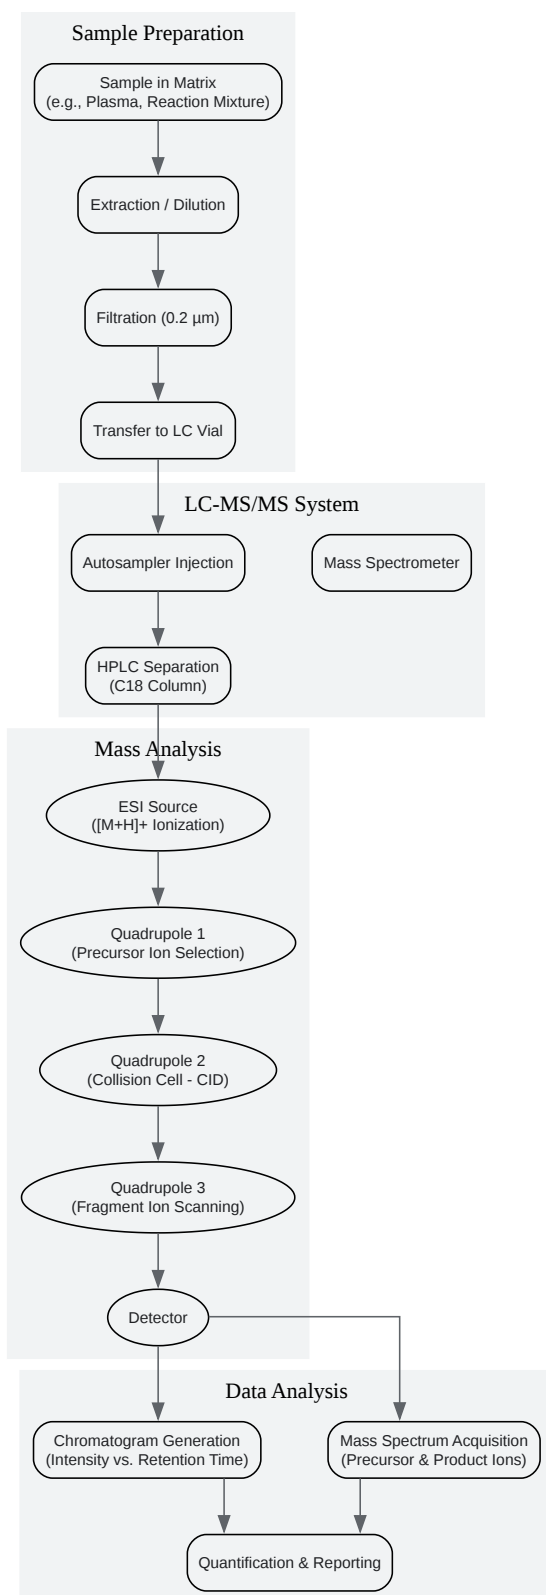 Sample Preparation
Sample in Matrix
(e.g., Plasma, Reaction Mixture)
Extraction / Dilution
Filtration (0.2 µm)
Transfer to LC Vial
LC-MS/MS System
Autosampler Injection
Mass Spectrometer
HPLC Separation
(C18 Column)
Mass Analysis
ESI Source
([M+H]+ Ionization)
Quadrupole 1
(Precursor Ion Selection)
Quadrupole 2
(Collision Cell - CID)
Quadrupole 3
(Fragment Ion Scanning)
Detector
Data Analysis
Chromatogram Generation
(Intensity vs. Retention Time)
Mass Spectrum Acquisition
(Precursor & Product Ions)
Quantification & Reporting